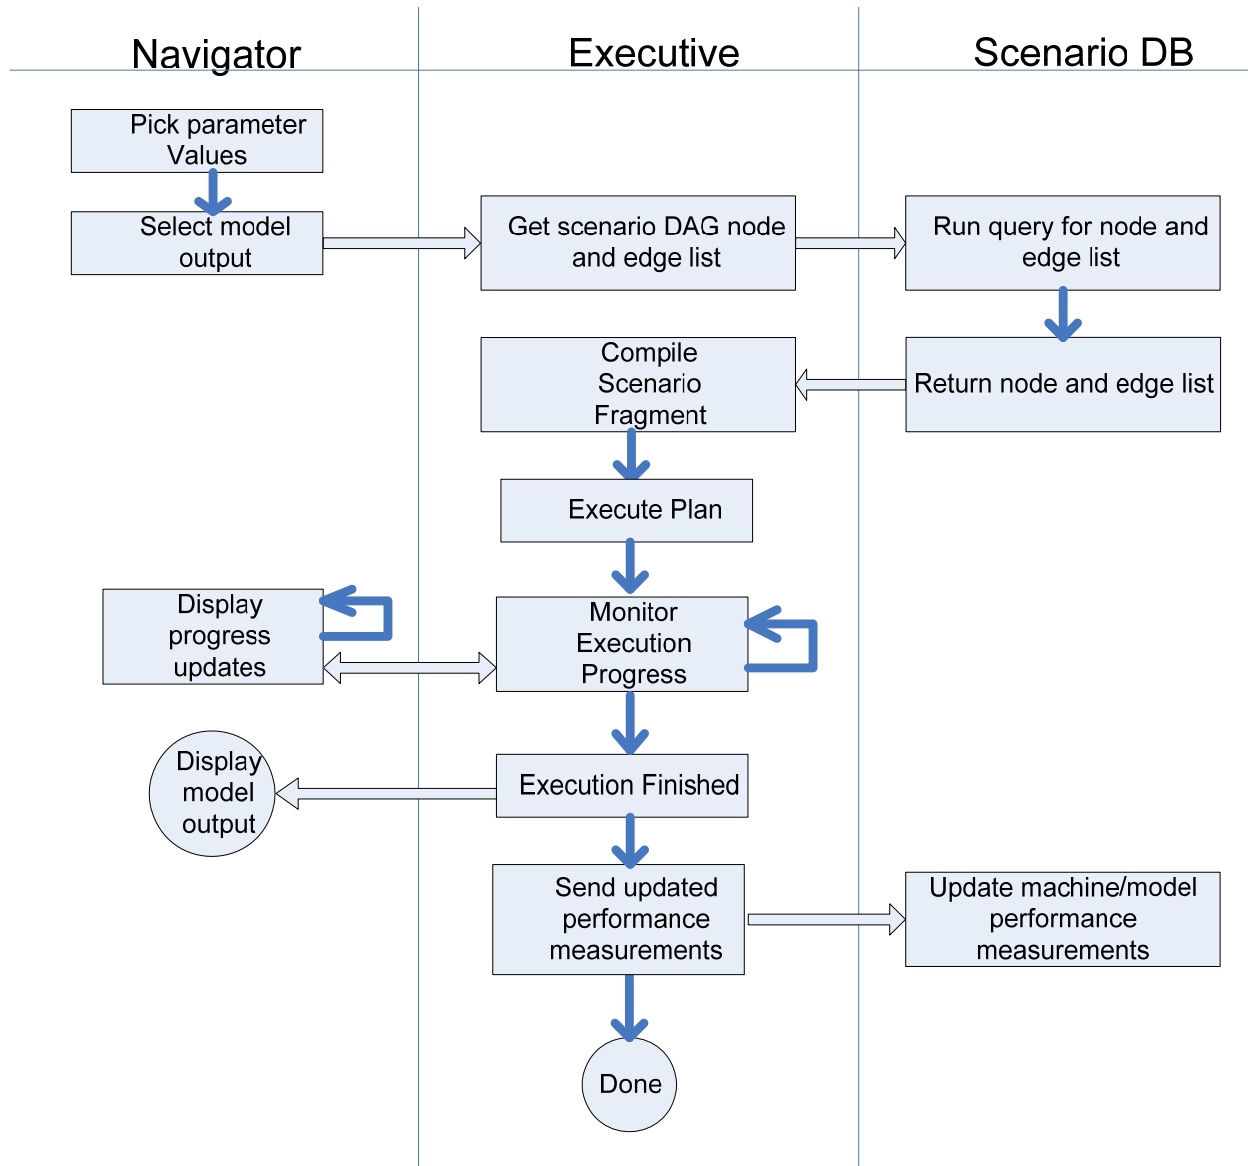 Navigator
Executive
Scenario DB
Pick parameter
Values
Select model
output
Get scenario DAG node
and edge list
Run query for node and
edge list
Compile
Scenario
Fragment
Return node and edge list
Execute Plan
Display
progress
updates
Monitor
Execution
Progress
Display
model
output
Execution Finished
Send updated
performance
measurements
Update machine/model
performance
measurements
Done